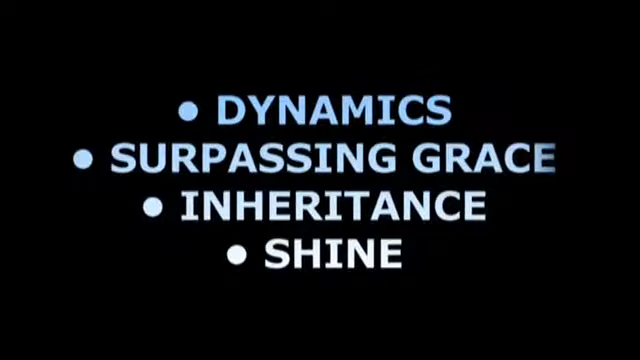 ● DYNAMICS
● SURPASSING GRACE
● INHERITANCE
● SHINE